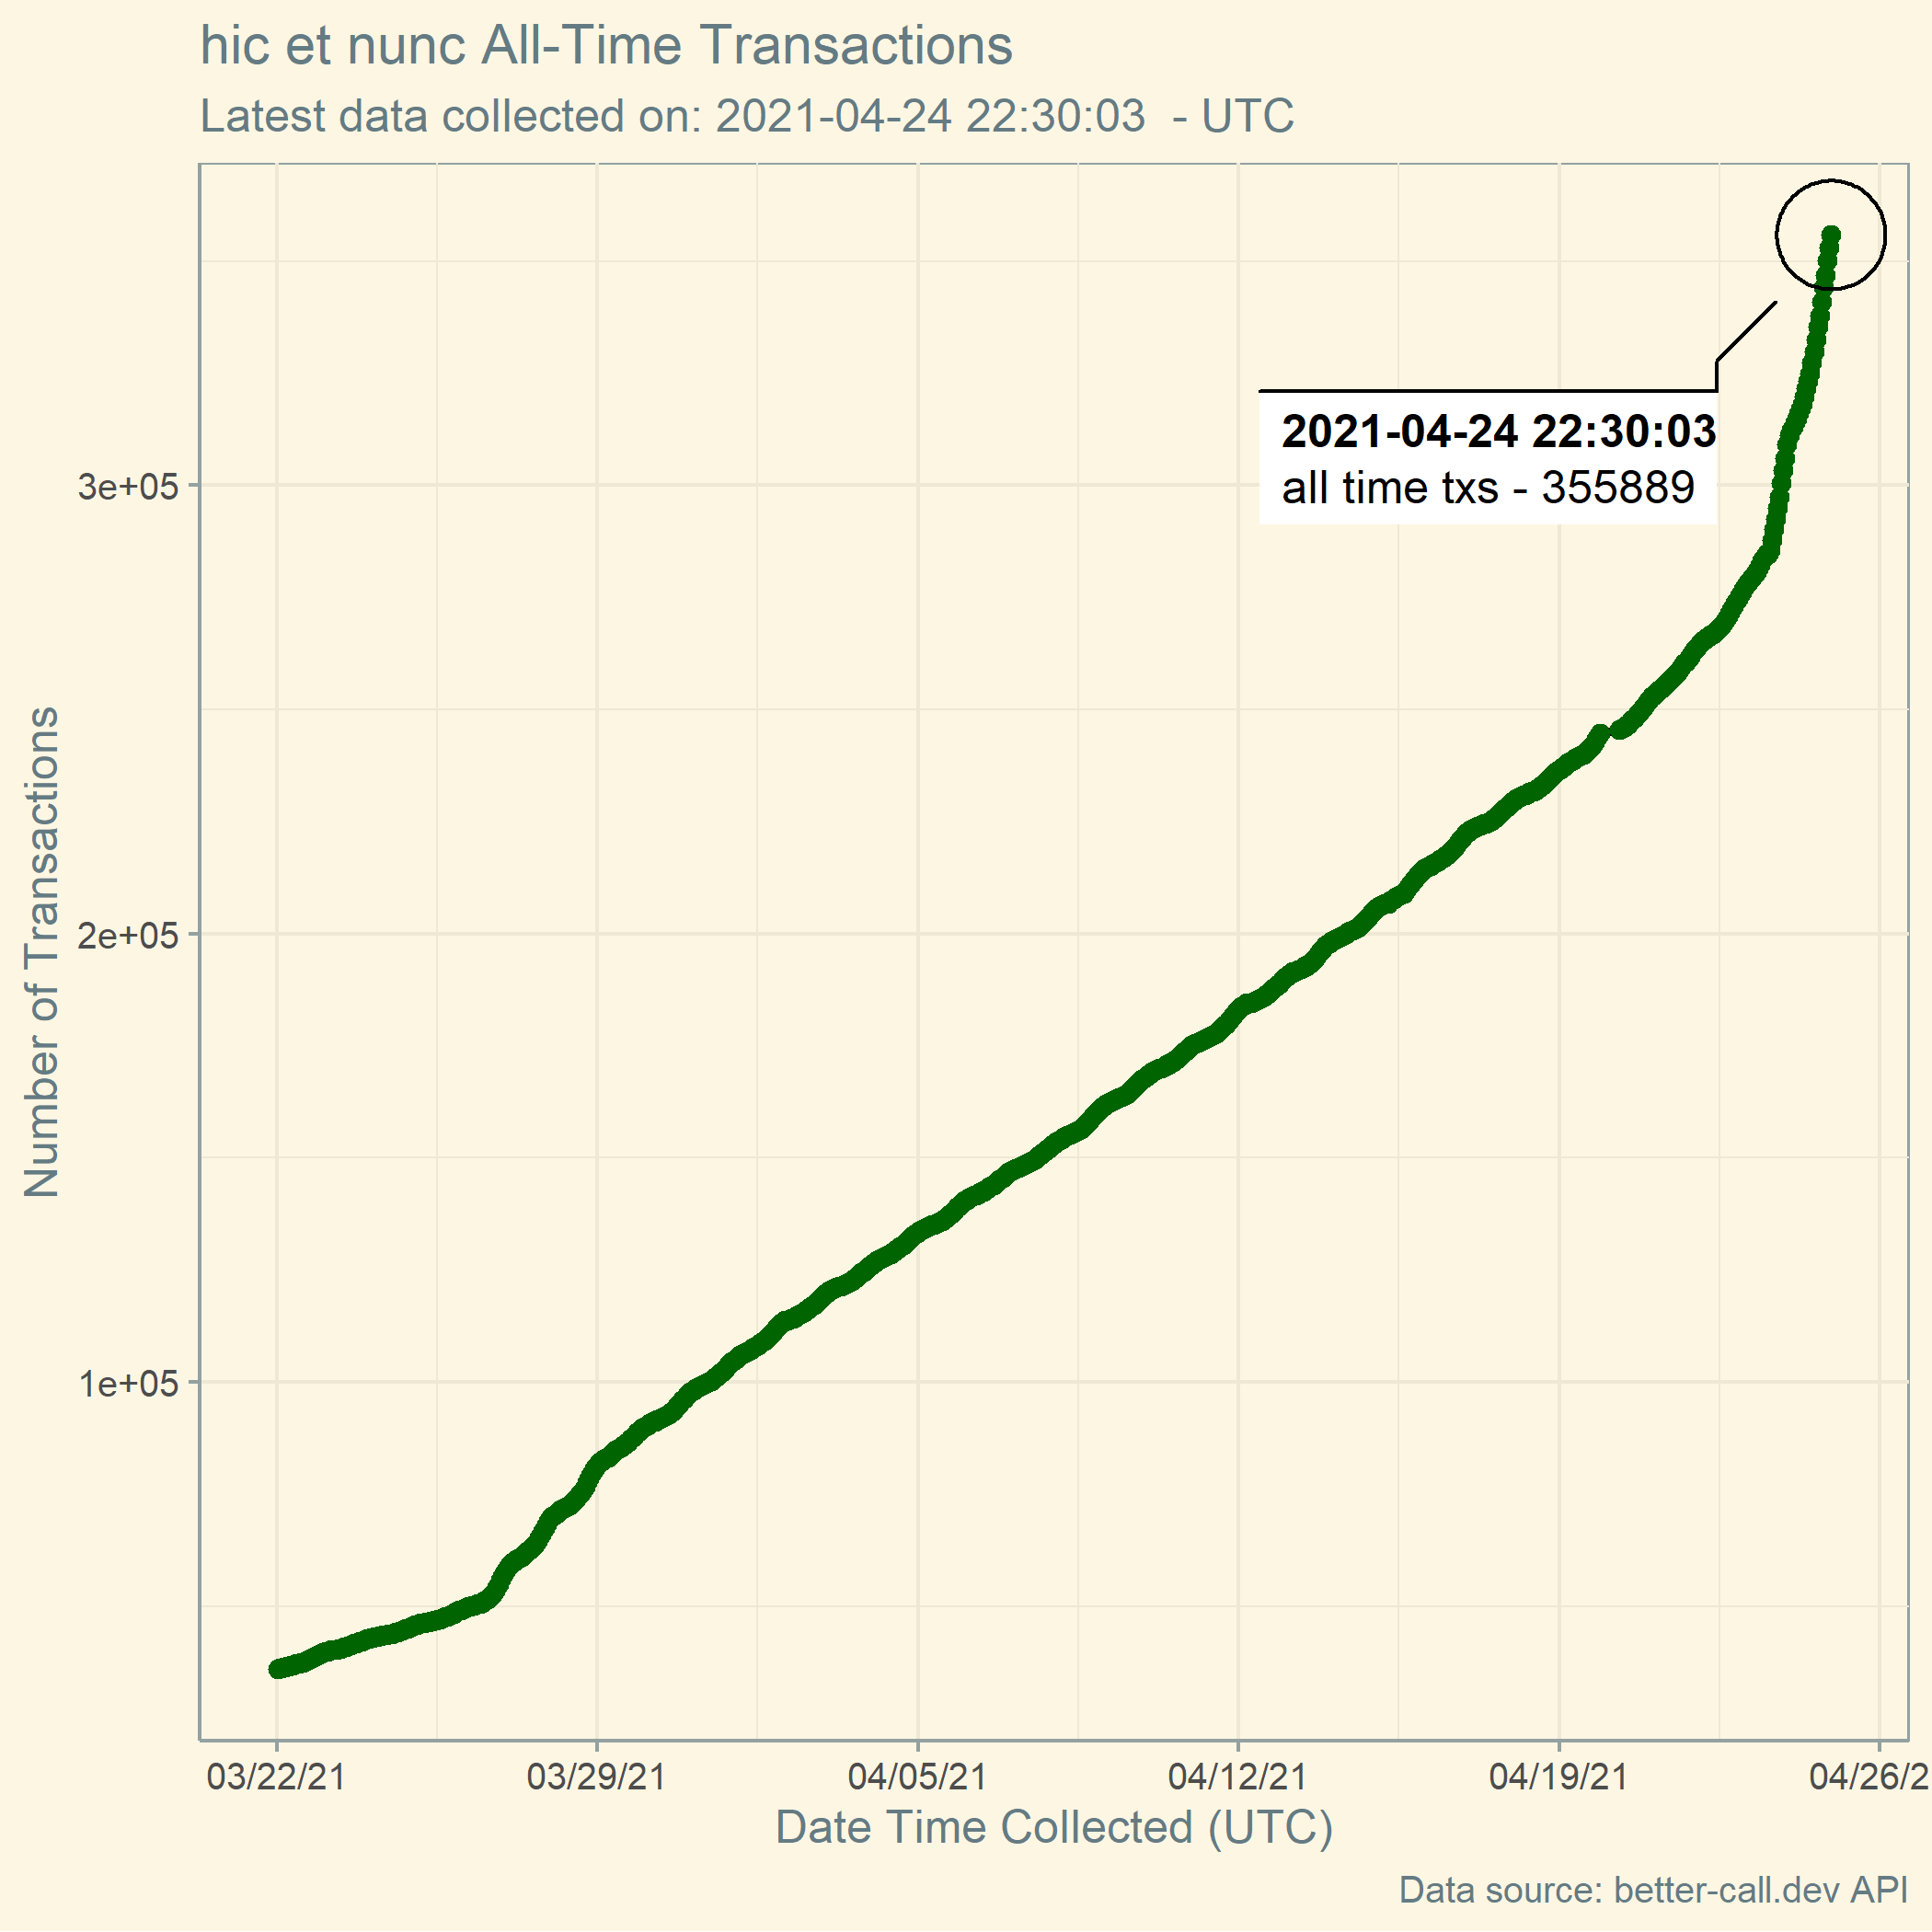 hic et nunc All-Time Transactions
Latest data collected on: 2021-04-24 22:30:03  - UTC
2021-04-24 22:30:03
all time txs - 355889
3e+05
2e+05
1e+05
Number of Transactions
03/22/21 03/29/21 04/05/21 04/12/21 04/19/21 04/26/2
Date Time Collected (UTC)
Data source: better-call.dev API